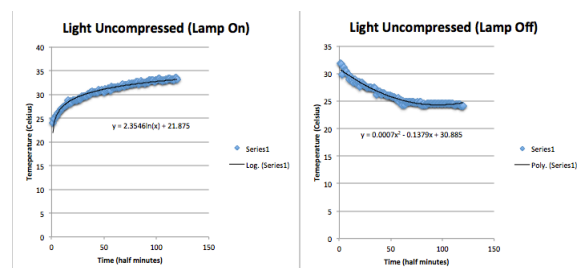 Light Uncompressed (Lamp On)
40
35
30
25
20
15
10
5
0
Temeperature (Celsius)
y = 2.3546ln(x) + 21.875
Series1
Log. (Series1)
0 50 100 150
Time (half minutes)
Light Uncompressed (Lamp Off)
35
30
25
20
15
10
5
0
Temeperature (Celsius)
y = 0.0007x² - 0.1379x + 30.885
Series1
Poly. (Series1)
0 50 100 150
Time (half minutes)